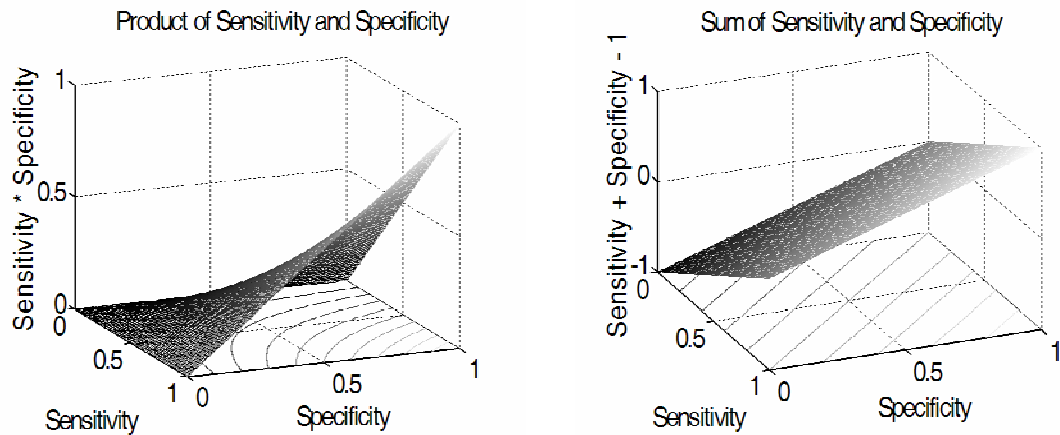 Product of Sensitivity and Specificity
Sensitivity * Specificity
1
0.5
0
0
0.5
1
0
0.5
1
Sensitivity
Specificity
Sum of Sensitivity and Specificity
Sensitivity + Specificity - 1
1
0
-1
0
0.5
1
0
0.5
1
Sensitivity
Specificity